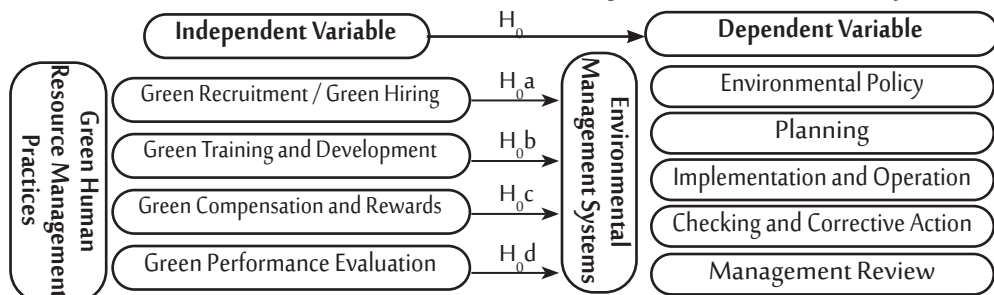 Independent Variable
H0
Dependent Variable
Green Human
Resource Management
Practices
Green Recruitment / Green Hiring
H0a
Green Training and Development
H0b
Green Compensation and Rewards
H0c
Green Performance Evaluation
H0d
Environmental
Management Systems
Environmental Policy
Planning
Implementation and Operation
Checking and Corrective Action
Management Review